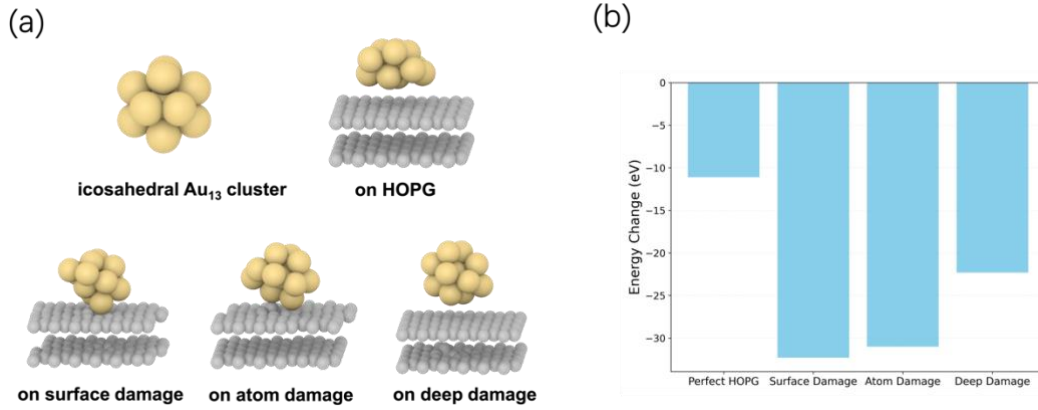 (a)
icosahedral Au₁₃ cluster
on HOPG
on surface damage
on atom damage
on deep damage
(b)
Energy Change (eV)
0
−5
−10
−15
−20
−25
−30
Perfect HOPG
Surface Damage
Atom Damage
Deep Damage